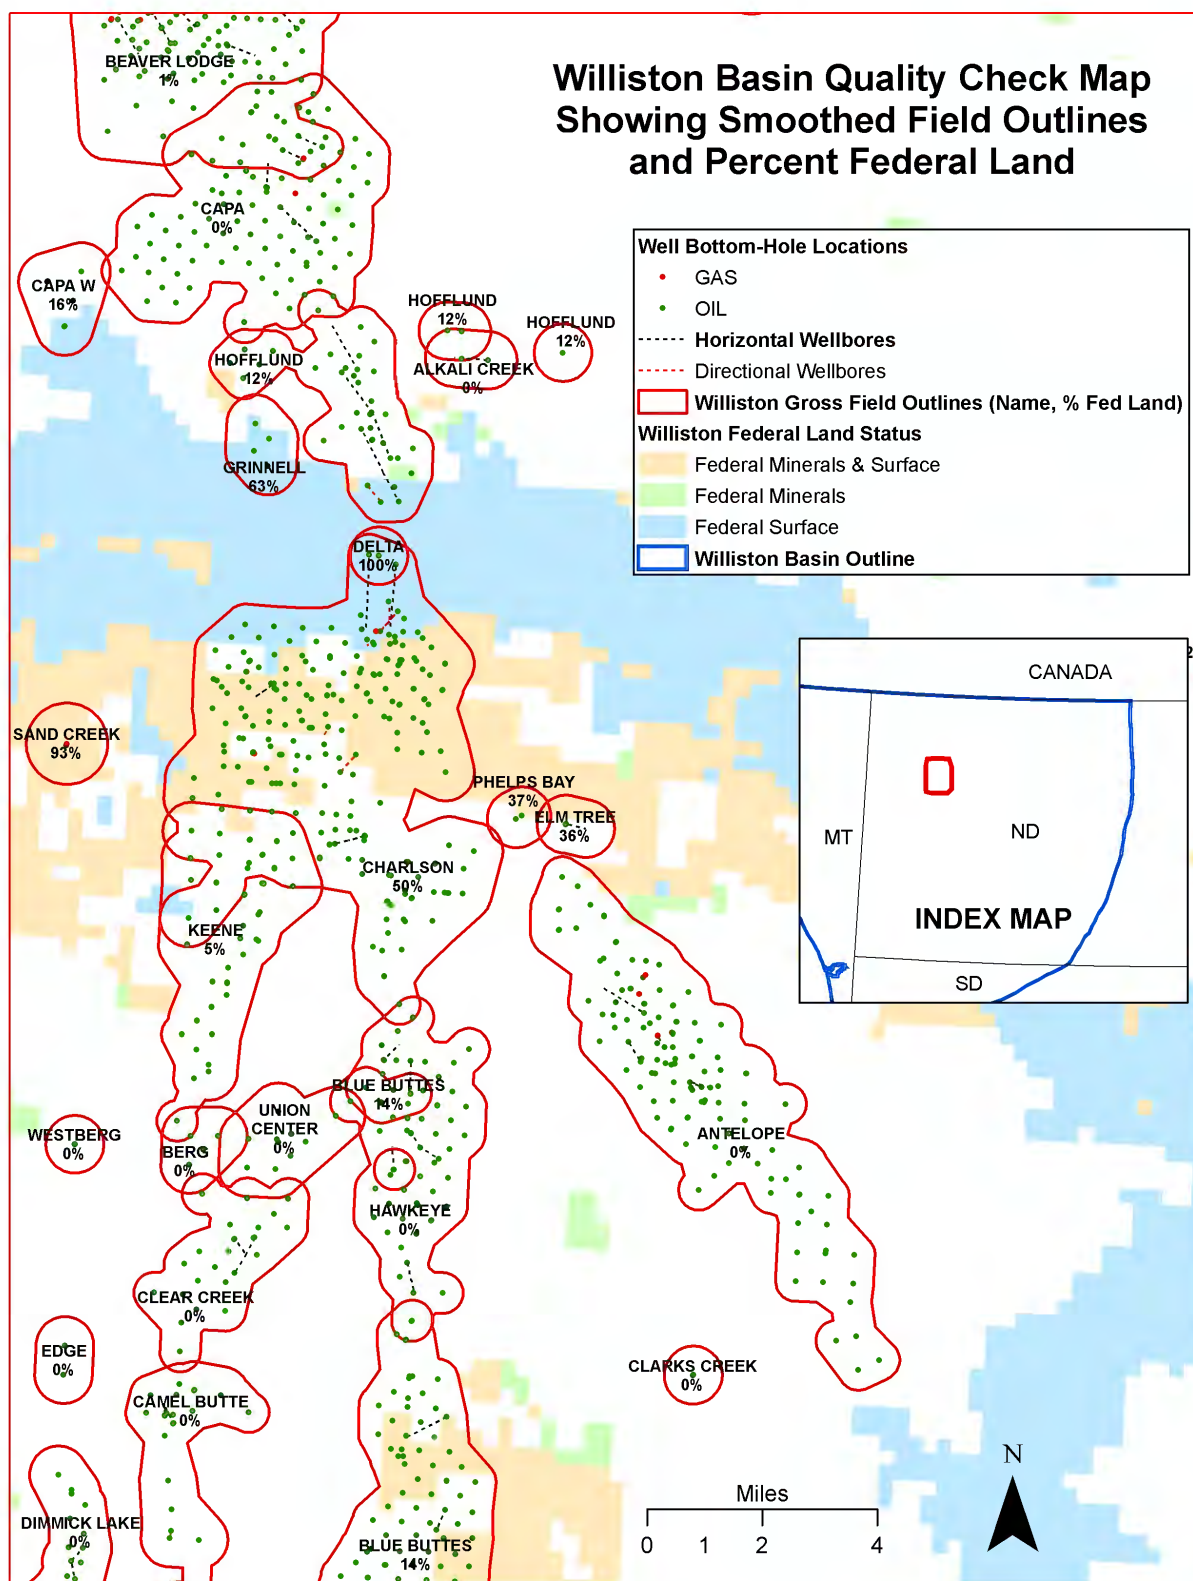 Williston Basin Quality Check Map
Showing Smoothed Field Outlines
and Percent Federal Land
Well Bottom-Hole Locations
GAS
OIL
Horizontal Wellbores
Directional Wellbores
Williston Gross Field Outlines (Name, % Fed Land)
Williston Federal Land Status
Federal Minerals & Surface
Federal Minerals
Federal Surface
Williston Basin Outline
BEAVER LODGE
1%
CAPA
0%
CAPA W
16%
HOFFLUND
12%
HOFFLUND
12%
ALKALI CREEK
0%
HOFFLUND
12%
GRINNELL
63%
DELTA
100%
SAND CREEK
93%
PHELPS BAY
37%
ELM TREE
36%
CHARLSON
50%
KEENE
5%
BLUE BUTTES
14%
UNION
CENTER
0%
WESTBERG
0%
BERG
0%
ANTELOPE
0%
HAWKEYE
0%
CLEAR CREEK
0%
EDGE
0%
CLARKS CREEK
0%
CAMEL BUTTE
0%
DIMMICK LAKE
0%
BLUE BUTTES
14%
CANADA
MT
ND
INDEX MAP
SD
2
N
Miles
0 1 2 4